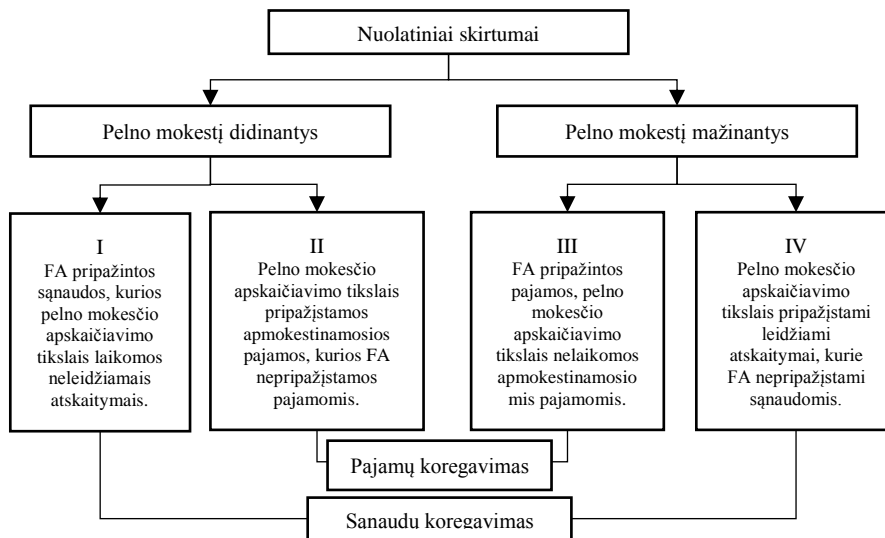 Nuolatiniai skirtumai
Pelno mokestį didinantys
Pelno mokestį mažinantys
I
FA pripažintos
sąnaudos, kurios
pelno mokesčio
apskaičiavimo
tikslais laikomos
neleidžiamais
atskaitymais.
II
Pelno mokesčio
apskaičiavimo tikslais
pripažįstamos
apmokestinamosios
pajamos, kurios FA
nepripažįstamos
pajamomis.
III
FA pripažintos
pajamos, pelno
mokesčio
apskaičiavimo
tikslais nelaikomos
apmokestinamosio
mis pajamomis.
IV
Pelno mokesčio
apskaičiavimo
tikslais pripažįstami
leidžiami
atskaitymai, kurie
FA nepripažįstami
sąnaudomis.
Pajamų koregavimas
Sąnaudų koregavimas